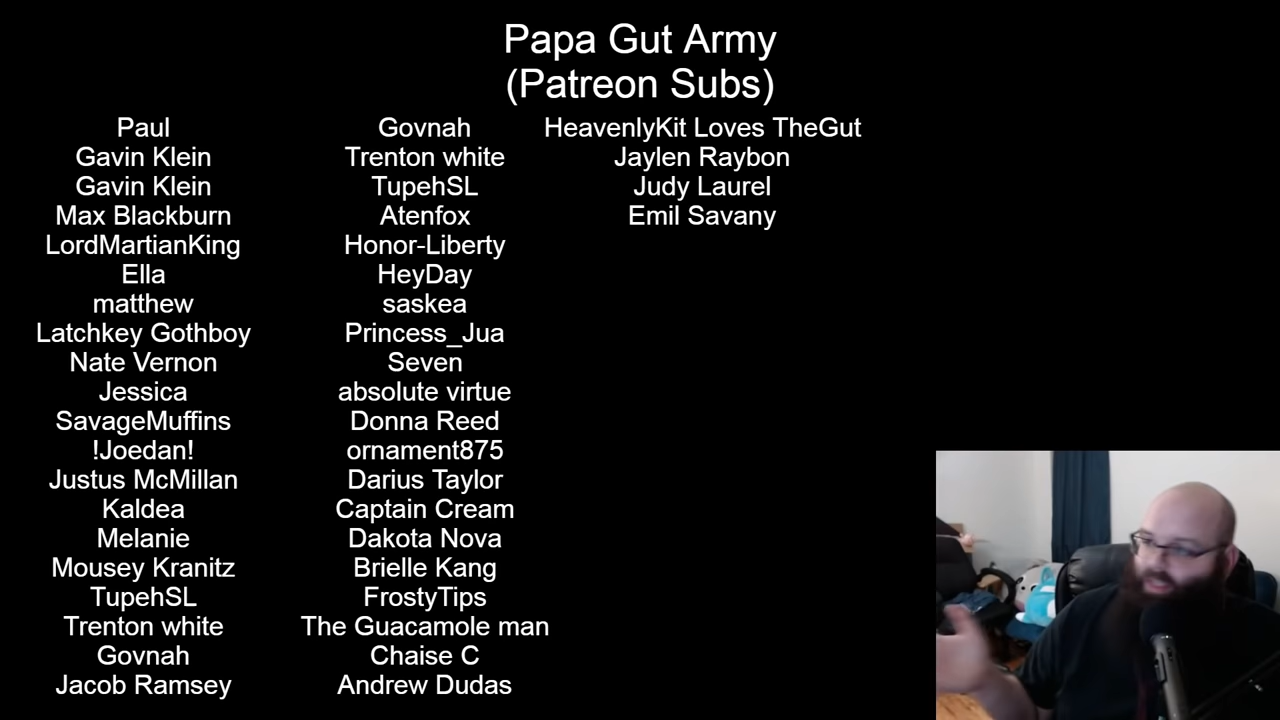 Papa Gut Army
(Patreon Subs)
Paul
Gavin Klein
Gavin Klein
Max Blackburn
LordMartianKing
Ella
matthew
Latchkey Gothboy
Nate Vernon
Jessica
SavageMuffins
!Joedan!
Justus McMillan
Kaldea
Melanie
Mousey Kranitz
TupehSL
Trenton white
Govnah
Jacob Ramsey
Govnah
Trenton white
TupehSL
Atenfox
Honor-Liberty
HeyDay
saskea
Princess_Jua
Seven
absolute virtue
Donna Reed
ornament875
Darius Taylor
Captain Cream
Dakota Nova
Brielle Kang
FrostyTips
The Guacamole man
Chaise C
Andrew Dudas
HeavenlyKit Loves TheGut
Jaylen Raybon
Judy Laurel
Emil Savany